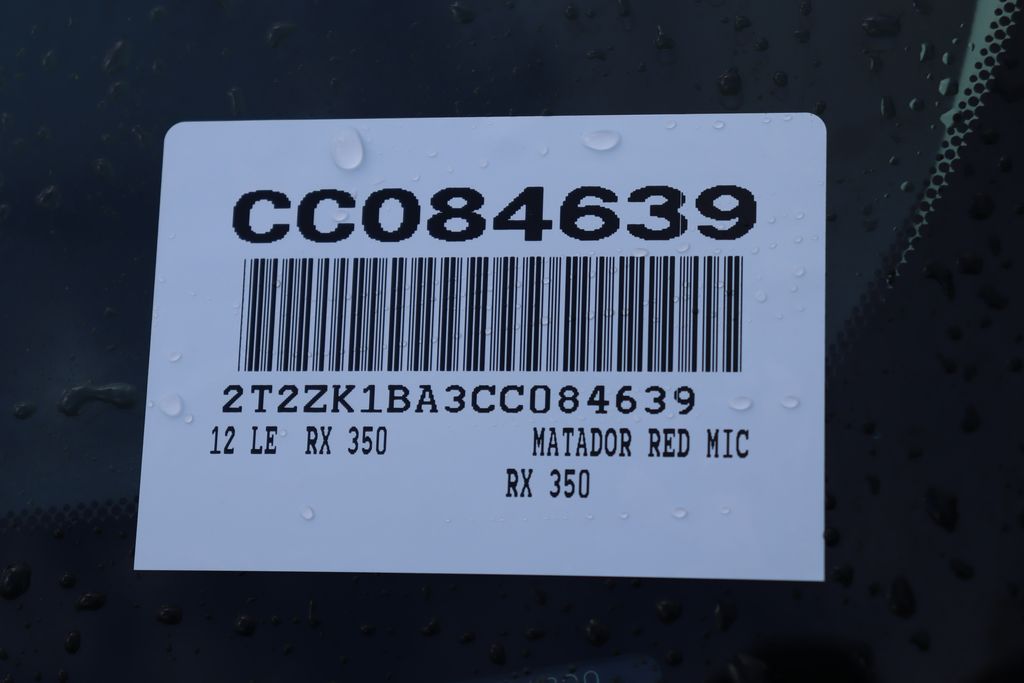 CC084639
2T2ZK1BA3CC084639
12 LE RX 350 MATADOR RED MIC
RX 350